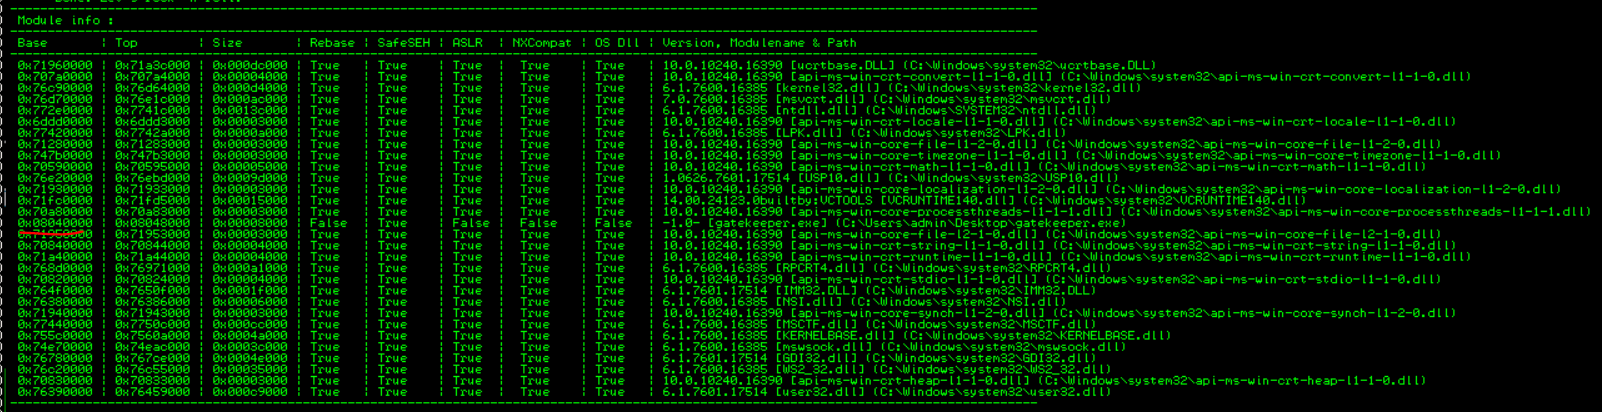 Module info :
Base | Top | Size | Rebase | SafeSEH | ASLR | NXCompat | OS Dll | Version, Modulename & Path
0x71960000 | 0x71a3c000 | 0x000dc000 | True | True | True | True | True | 10.0.10240.16390 [ucrtbase.DLL] (C:\Windows\system32\ucrtbase.DLL)
0x707a0000 | 0x707a4000 | 0x00004000 | True | True | True | True | True | 10.0.10240.16390 [api-ms-win-crt-convert-l1-1-0.dll] (C:\Windows\system32\api-ms-win-crt-convert-l1-1-0.dll)
0x76c90000 | 0x76d64000 | 0x000d4000 | True | True | True | True | True | 6.1.7600.16385 [kernel32.dll] (C:\Windows\system32\kernel32.dll)
0x76d70000 | 0x76e1c000 | 0x000ac000 | True | True | True | True | True | 7.0.7600.16385 [msvcrt.dll] (C:\Windows\system32\msvcrt.dll)
0x772e0000 | 0x7741c000 | 0x0013c000 | True | True | True | True | True | 6.1.7600.16385 [ntdll.dll] (C:\Windows\SYSTEM32\ntdll.dll)
0x6ddd0000 | 0x6ddd3000 | 0x00003000 | True | True | True | True | True | 10.0.10240.16390 [api-ms-win-crt-locale-l1-1-0.dll] (C:\Windows\system32\api-ms-win-crt-locale-l1-1-0.dll)
0x77420000 | 0x7742a000 | 0x0000a000 | True | True | True | True | True | 6.1.7600.16385 [LPK.dll] (C:\Windows\system32\LPK.dll)
0x71280000 | 0x71283000 | 0x00003000 | True | True | True | True | True | 10.0.10240.16390 [api-ms-win-core-file-l1-2-0.dll] (C:\Windows\system32\api-ms-win-core-file-l1-2-0.dll)
0x747b0000 | 0x747b3000 | 0x00003000 | True | True | True | True | True | 10.0.10240.16390 [api-ms-win-core-timezone-l1-1-0.dll] (C:\Windows\system32\api-ms-win-core-timezone-l1-1-0.dll)
0x70590000 | 0x70595000 | 0x00005000 | True | True | True | True | True | 10.0.10240.16390 [api-ms-win-crt-math-l1-1-0.dll] (C:\Windows\system32\api-ms-win-crt-math-l1-1-0.dll)
0x76e20000 | 0x76ebd000 | 0x0009d000 | True | True | True | True | True | 1.0626.7601.17514 [USP10.dll] (C:\Windows\system32\USP10.dll)
0x71930000 | 0x71933000 | 0x00003000 | True | True | True | True | True | 10.0.10240.16390 [api-ms-win-core-localization-l1-2-0.dll] (C:\Windows\system32\api-ms-win-core-localization-l1-2-0.dll)
0x71fc0000 | 0x71fd5000 | 0x00015000 | True | True | True | True | True | 14.00.24123.0builtby:VCTOOLS [VCRUNTIME140.dll] (C:\Windows\system32\VCRUNTIME140.dll)
0x70a80000 | 0x70a83000 | 0x00003000 | True | True | True | True | True | 10.0.10240.16390 [api-ms-win-core-processthreads-l1-1-1.dll] (C:\Windows\system32\api-ms-win-core-processthreads-l1-1-1.dll)
0x08040000 | 0x08048000 | 0x00008000 | False | True | False | False | False | -1.0- [gatekeeper.exe] (C:\Users\admin\Desktop\gatekeeper.exe)
0x71950000 | 0x71953000 | 0x00003000 | True | True | True | True | True | 10.0.10240.16390 [api-ms-win-core-file-l2-1-0.dll] (C:\Windows\system32\api-ms-win-core-file-l2-1-0.dll)
0x70840000 | 0x70844000 | 0x00004000 | True | True | True | True | True | 10.0.10240.16390 [api-ms-win-crt-string-l1-1-0.dll] (C:\Windows\system32\api-ms-win-crt-string-l1-1-0.dll)
0x71a40000 | 0x71a44000 | 0x00004000 | True | True | True | True | True | 10.0.10240.16390 [api-ms-win-crt-runtime-l1-1-0.dll] (C:\Windows\system32\api-ms-win-crt-runtime-l1-1-0.dll)
0x768d0000 | 0x76971000 | 0x000a1000 | True | True | True | True | True | 6.1.7600.16385 [RPCRT4.dll] (C:\Windows\system32\RPCRT4.dll)
0x70820000 | 0x70824000 | 0x00004000 | True | True | True | True | True | 10.0.10240.16390 [api-ms-win-crt-stdio-l1-1-0.dll] (C:\Windows\system32\api-ms-win-crt-stdio-l1-1-0.dll)
0x764f0000 | 0x7650f000 | 0x0001f000 | True | True | True | True | True | 6.1.7601.17514 [IMM32.DLL] (C:\Windows\system32\IMM32.DLL)
0x76380000 | 0x76386000 | 0x00006000 | True | True | True | True | True | 6.1.7600.16385 [NSI.dll] (C:\Windows\system32\NSI.dll)
0x71940000 | 0x71943000 | 0x00003000 | True | True | True | True | True | 10.0.10240.16390 [api-ms-win-core-synch-l1-2-0.dll] (C:\Windows\system32\api-ms-win-core-synch-l1-2-0.dll)
0x77440000 | 0x7750c000 | 0x000cc000 | True | True | True | True | True | 6.1.7600.16385 [MSCTF.dll] (C:\Windows\system32\MSCTF.dll)
0x755c0000 | 0x7560a000 | 0x0004a000 | True | True | True | True | True | 6.1.7600.16385 [KERNELBASE.dll] (C:\Windows\system32\KERNELBASE.dll)
0x74e70000 | 0x74eac000 | 0x0003c000 | True | True | True | True | True | 6.1.7600.16385 [mswsock.dll] (C:\Windows\system32\mswsock.dll)
0x76780000 | 0x767ce000 | 0x0004e000 | True | True | True | True | True | 6.1.7601.17514 [GDI32.dll] (C:\Windows\system32\GDI32.dll)
0x76c20000 | 0x76c55000 | 0x00035000 | True | True | True | True | True | 6.1.7600.16385 [WS2_32.dll] (C:\Windows\system32\WS2_32.dll)
0x70830000 | 0x70833000 | 0x00003000 | True | True | True | True | True | 10.0.10240.16390 [api-ms-win-crt-heap-l1-1-0.dll] (C:\Windows\system32\api-ms-win-crt-heap-l1-1-0.dll)
0x76390000 | 0x76459000 | 0x000c9000 | True | True | True | True | True | 6.1.7601.17514 [user32.dll] (C:\Windows\system32\user32.dll)